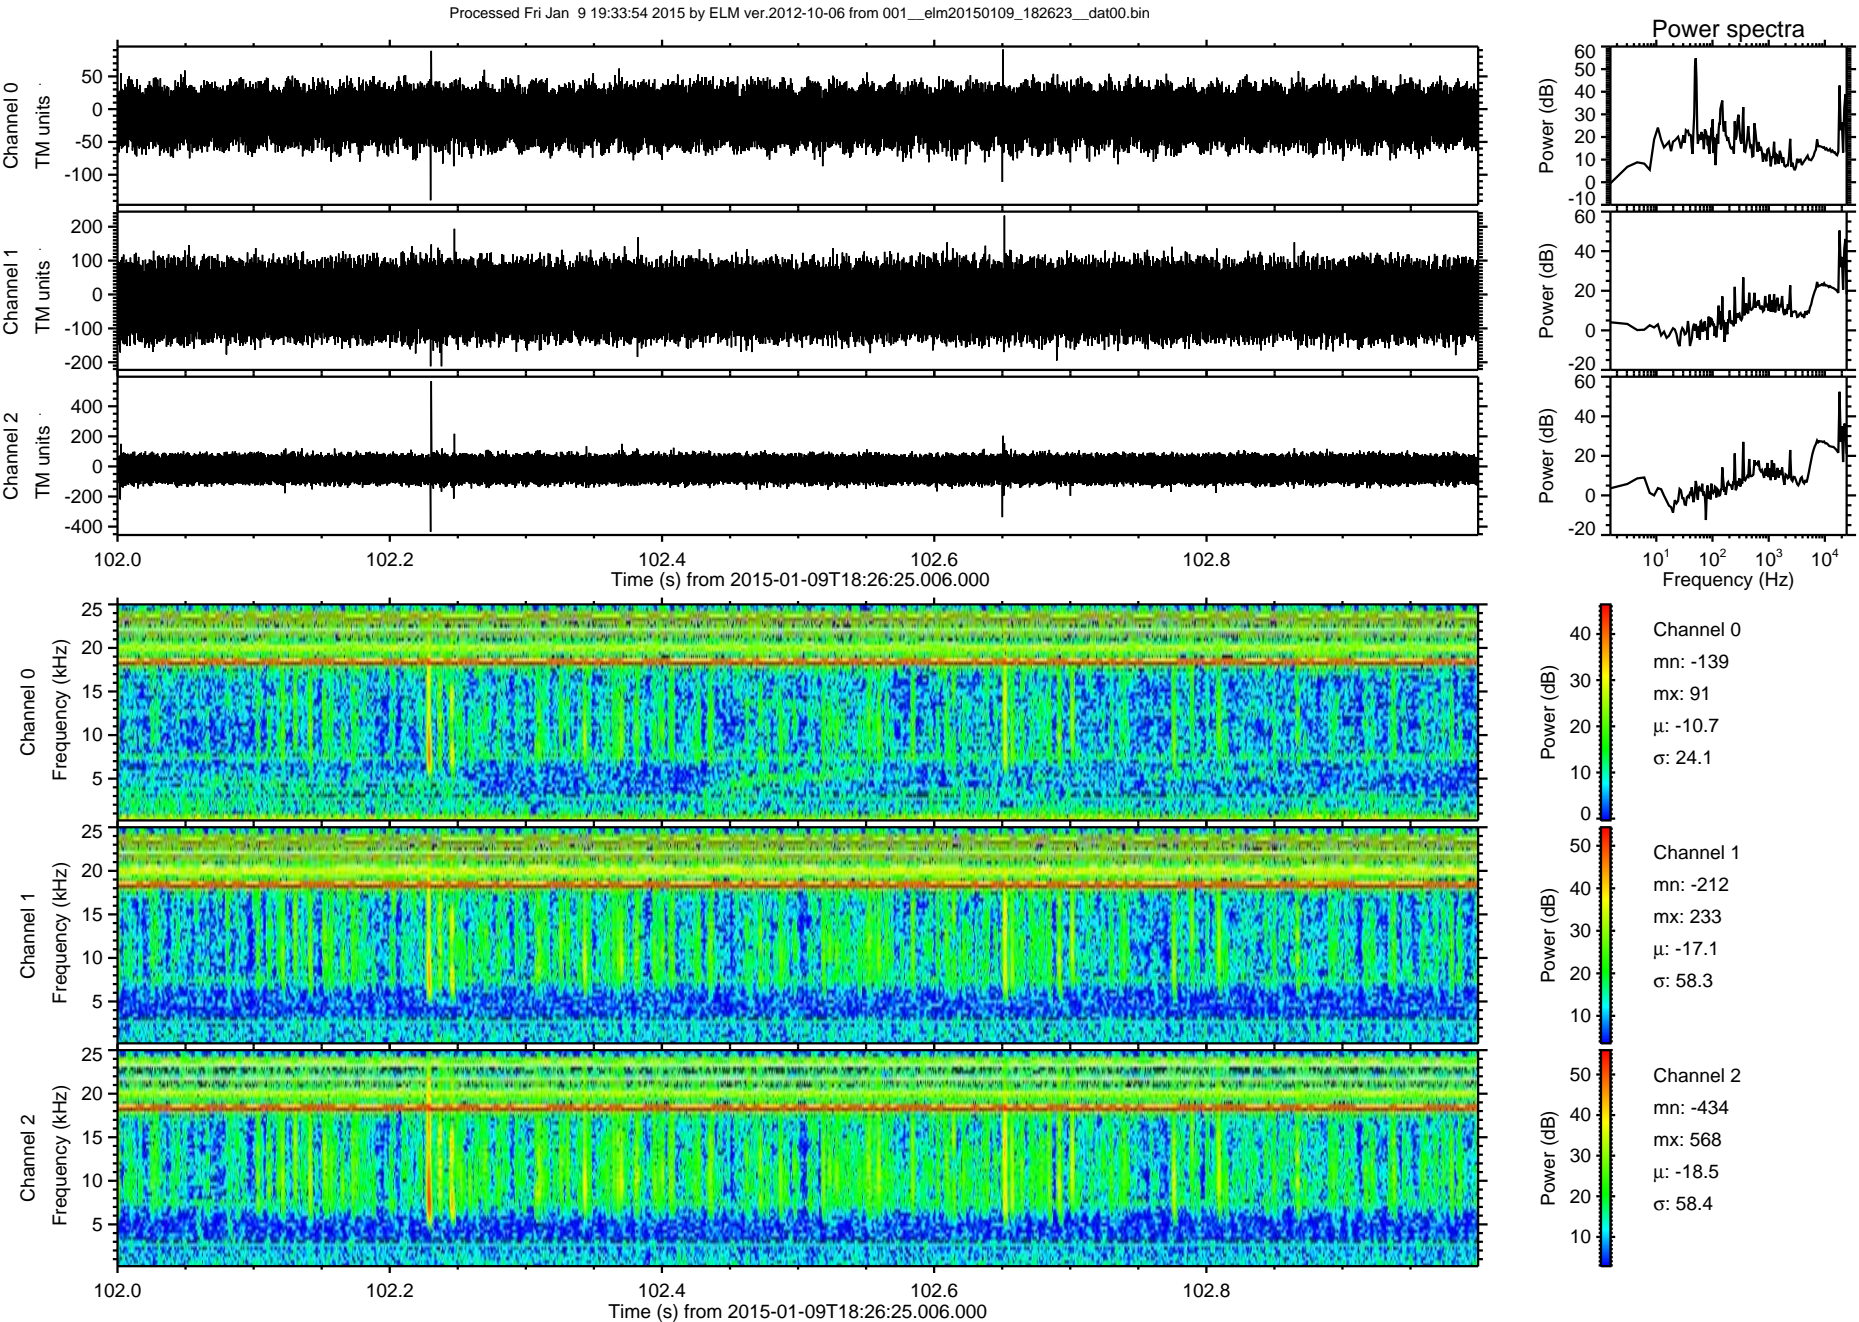 Processed Fri Jan  9 19:33:54 2015 by ELM ver.2012-10-06 from 001__elm20150109_182623__dat00.bin
Power spectra
Channel 0
TM units
50
0
-50
-100
Power (dB)
60
50
40
30
20
10
0
-10
Channel 1
TM units
200
100
0
-100
-200
Power (dB)
60
40
20
0
-20
Channel 2
TM units
400
200
0
-200
-400
Power (dB)
60
40
20
0
-20
102.0 102.2 102.4 102.6 102.8
Time (s) from 2015-01-09T18:26:25.006.000
10¹ 10² 10³ 10⁴
Frequency (Hz)
Channel 0
Frequency (kHz)
25
20
15
10
5
Power (dB)
40
30
20
10
0
Channel 0
mn: -139
mx: 91
μ: -10.7
σ: 24.1
Channel 1
Frequency (kHz)
25
20
15
10
5
Power (dB)
50
40
30
20
10
Channel 1
mn: -212
mx: 233
μ: -17.1
σ: 58.3
Channel 2
Frequency (kHz)
25
20
15
10
5
Power (dB)
50
40
30
20
10
Channel 2
mn: -434
mx: 568
μ: -18.5
σ: 58.4
102.0 102.2 102.4 102.6 102.8
Time (s) from 2015-01-09T18:26:25.006.000